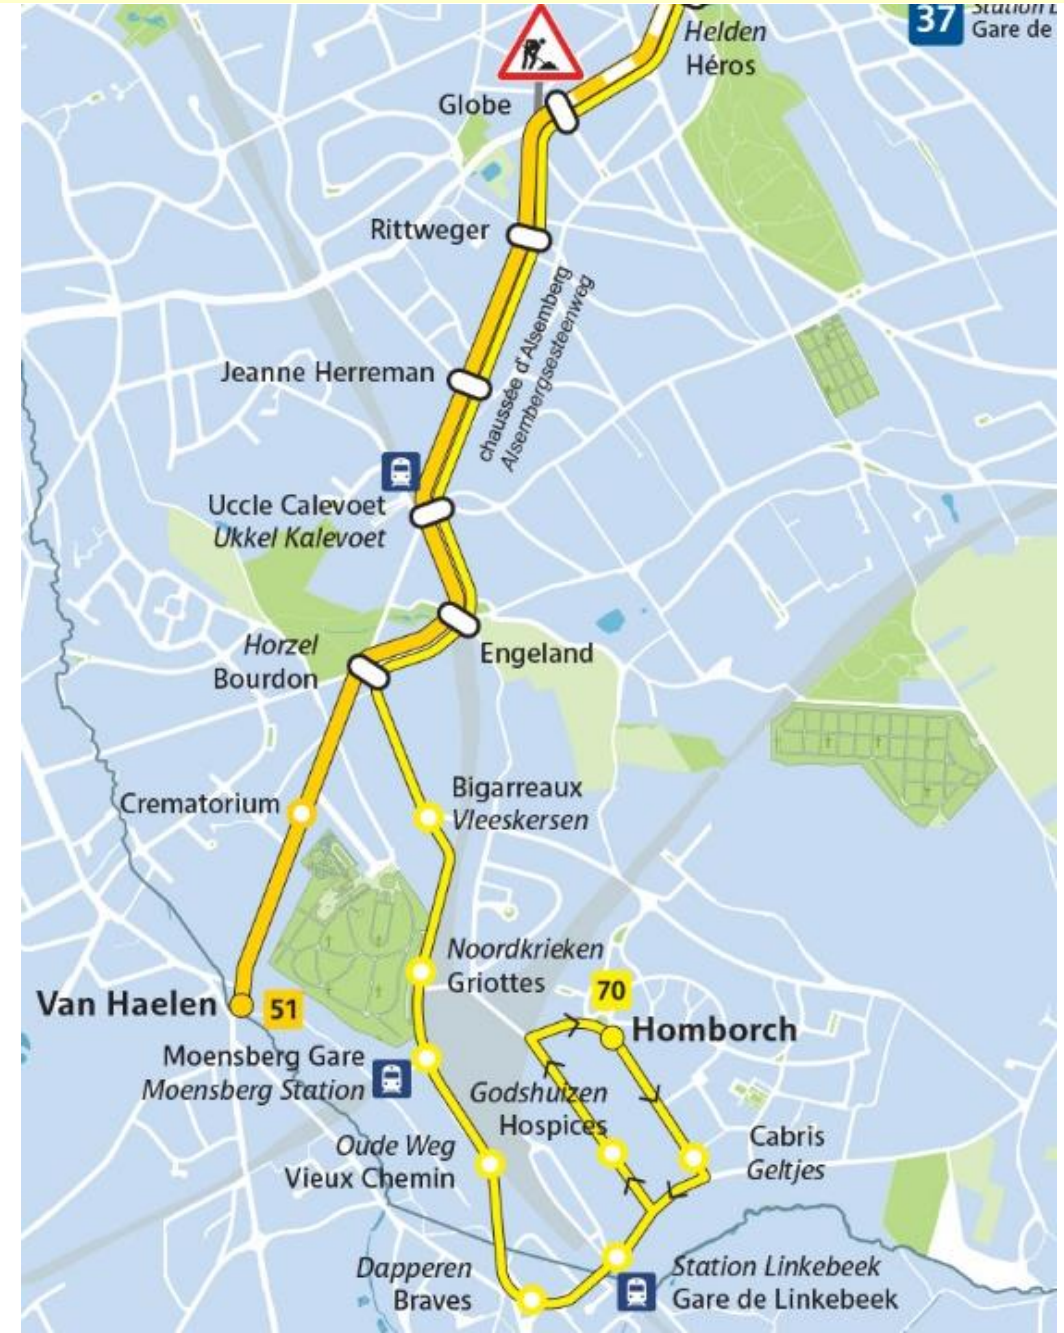 Helden
Héros
37
Gare de
Globe
Rittweger
chaussée d'Alsemberg
Alsembergsesteenweg
Jeanne Herreman
Uccle Calevoet
Ukkel Kalevoet
Horzel
Bourdon
Engeland
Crematorium
Bigarreaux
Vleeskersen
Noordkrieken
Griottes
70
Van Haelen
51
Homborch
Moensberg Gare
Moensberg Station
Godshuizen
Hospices
Oude Weg
Vieux Chemin
Cabris
Geltjes
Dapperen
Braves
Station Linkebeek
Gare de Linkebeek